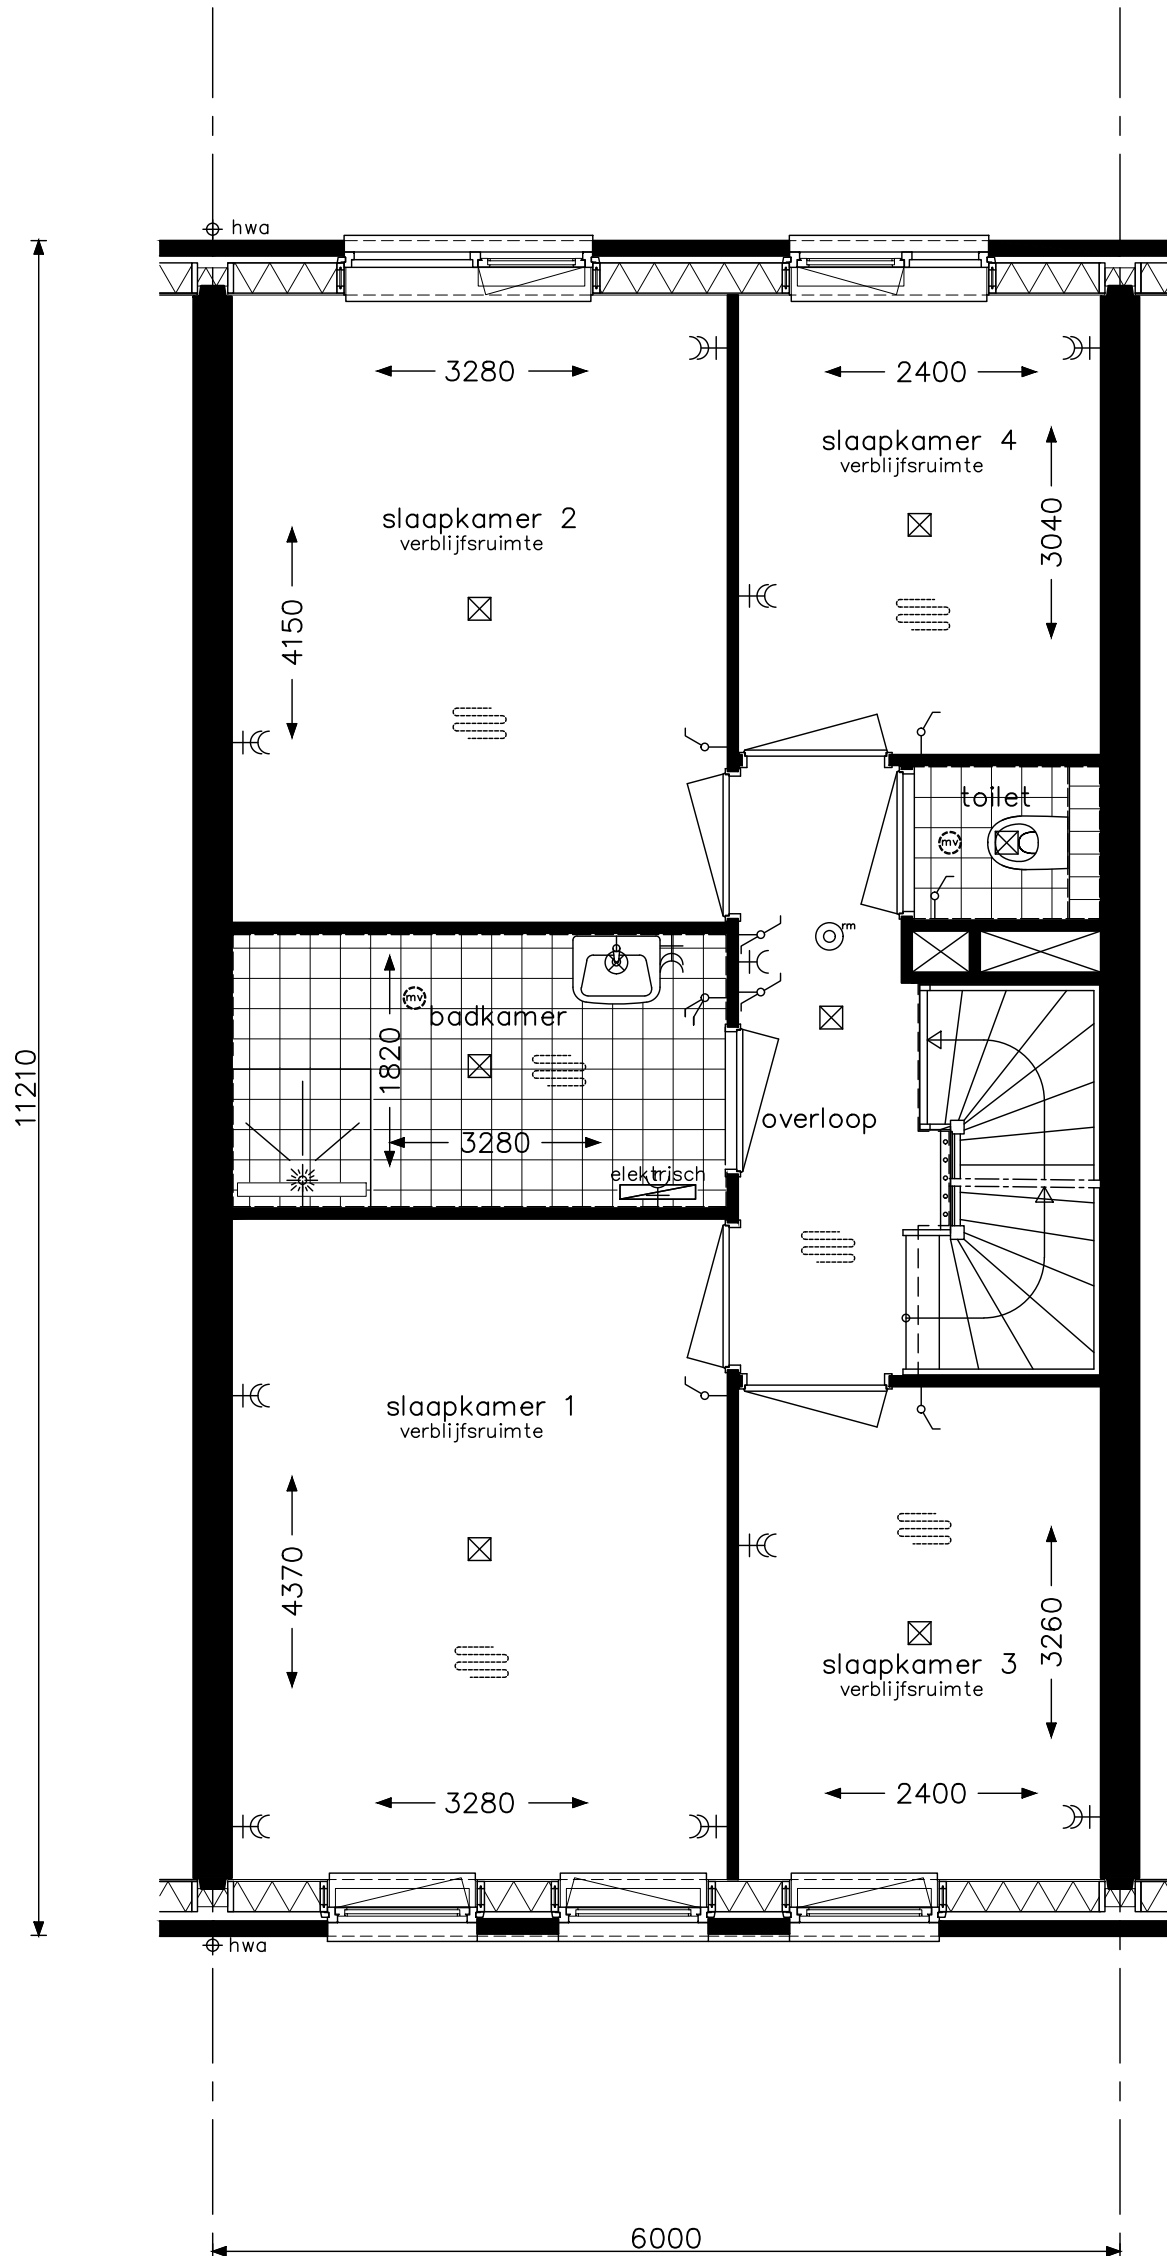 hwa
3280
2400
slaapkamer 4
verblijfsruimte
3040
slaapkamer 2
verblijfsruimte
4150
toilet
mv
rm
mv
badkamer
1820
11210
overloop
3280
elektrisch
slaapkamer 1
verblijfsruimte
4370
3260
slaapkamer 3
verblijfsruimte
3280
2400
hwa
6000